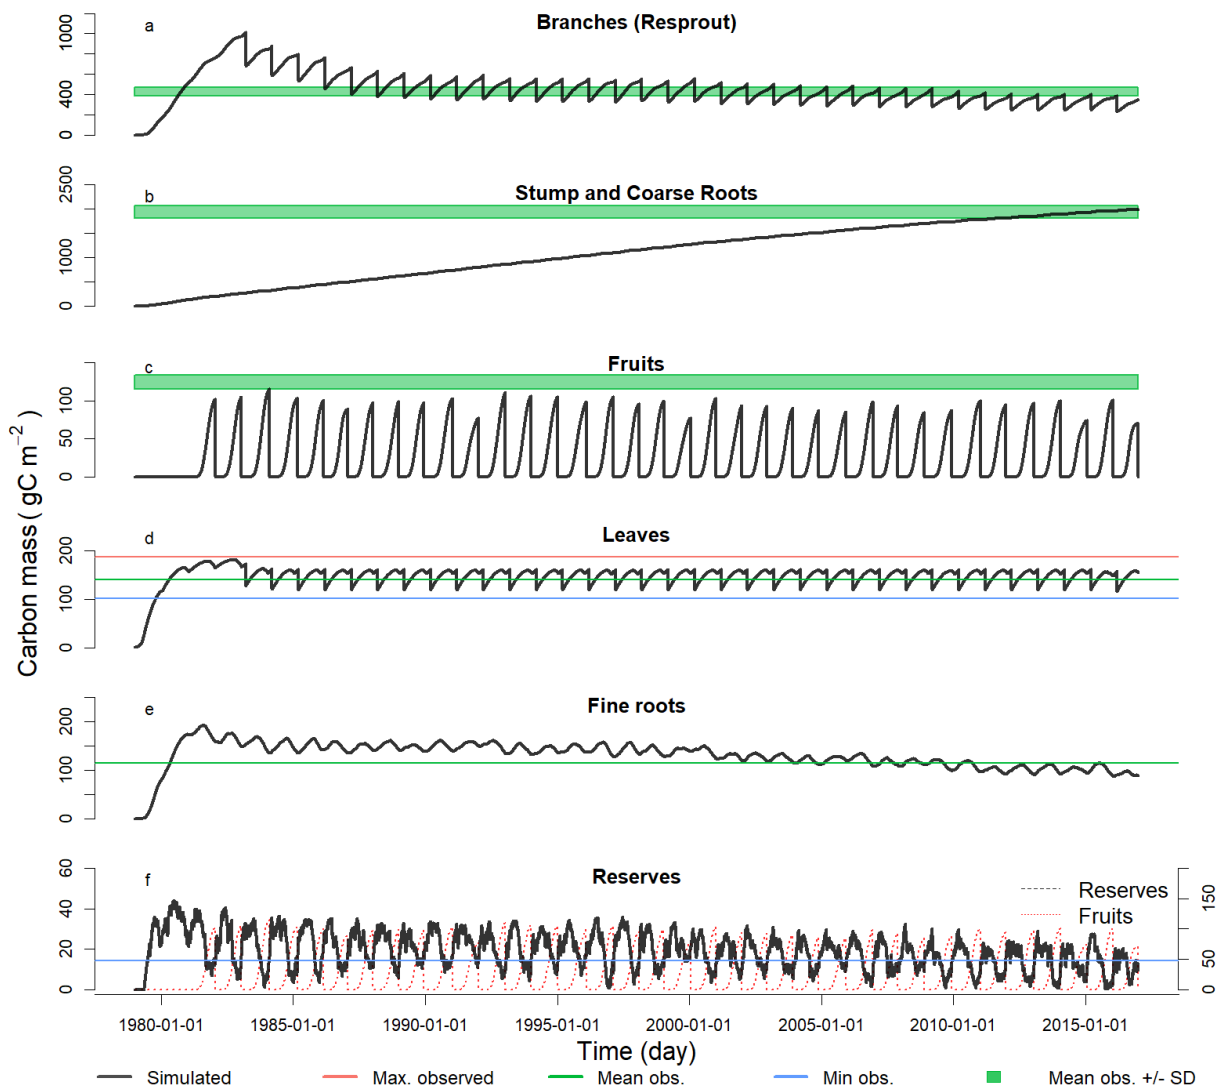 a
Branches (Resprout)
1000
400
0
b
Stump and Coarse Roots
2500
1000
0
c
Fruits
100
50
0
d
Leaves
200
100
0
e
Fine roots
200
100
0
f
Reserves
60
40
20
0
Reserves
Fruits
150
50
0
Carbon mass ( gC m−2 )
1980-01-01 1985-01-01 1990-01-01 1995-01-01 2000-01-01 2005-01-01 2010-01-01 2015-01-01
Time (day)
Simulated Max. observed Mean obs. Min obs. Mean obs. +/- SD